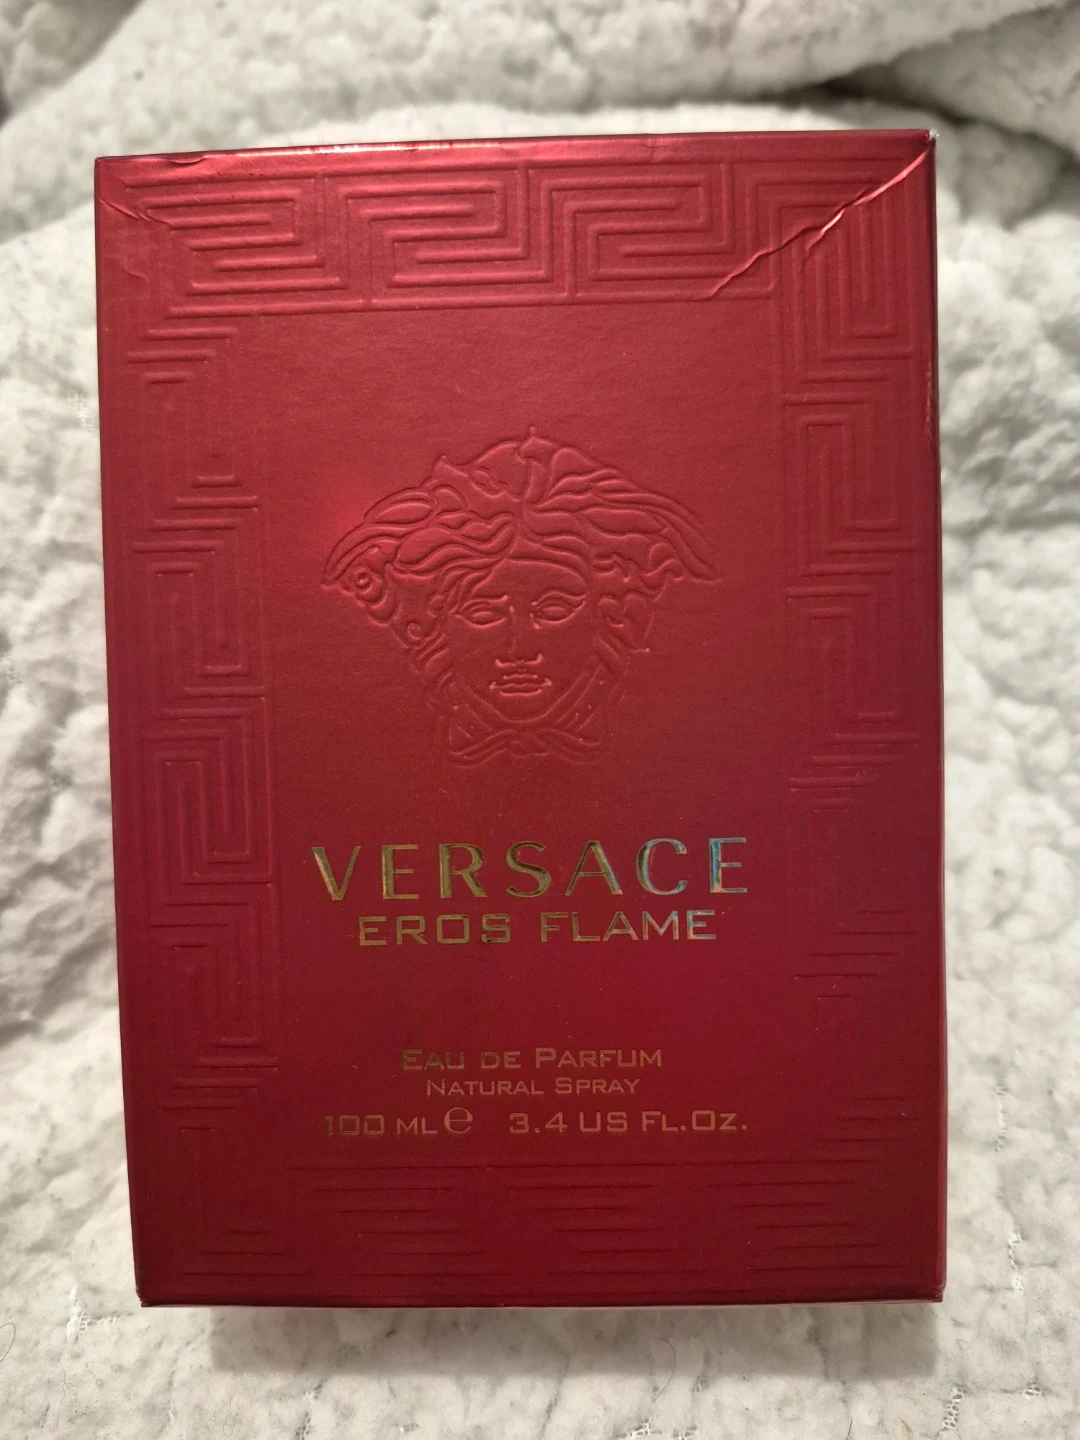 VERSACE
EROS FLAME
EAU DE PARFUM
NATURAL SPRAY
100 ML ℮ 3.4 US FL.OZ.